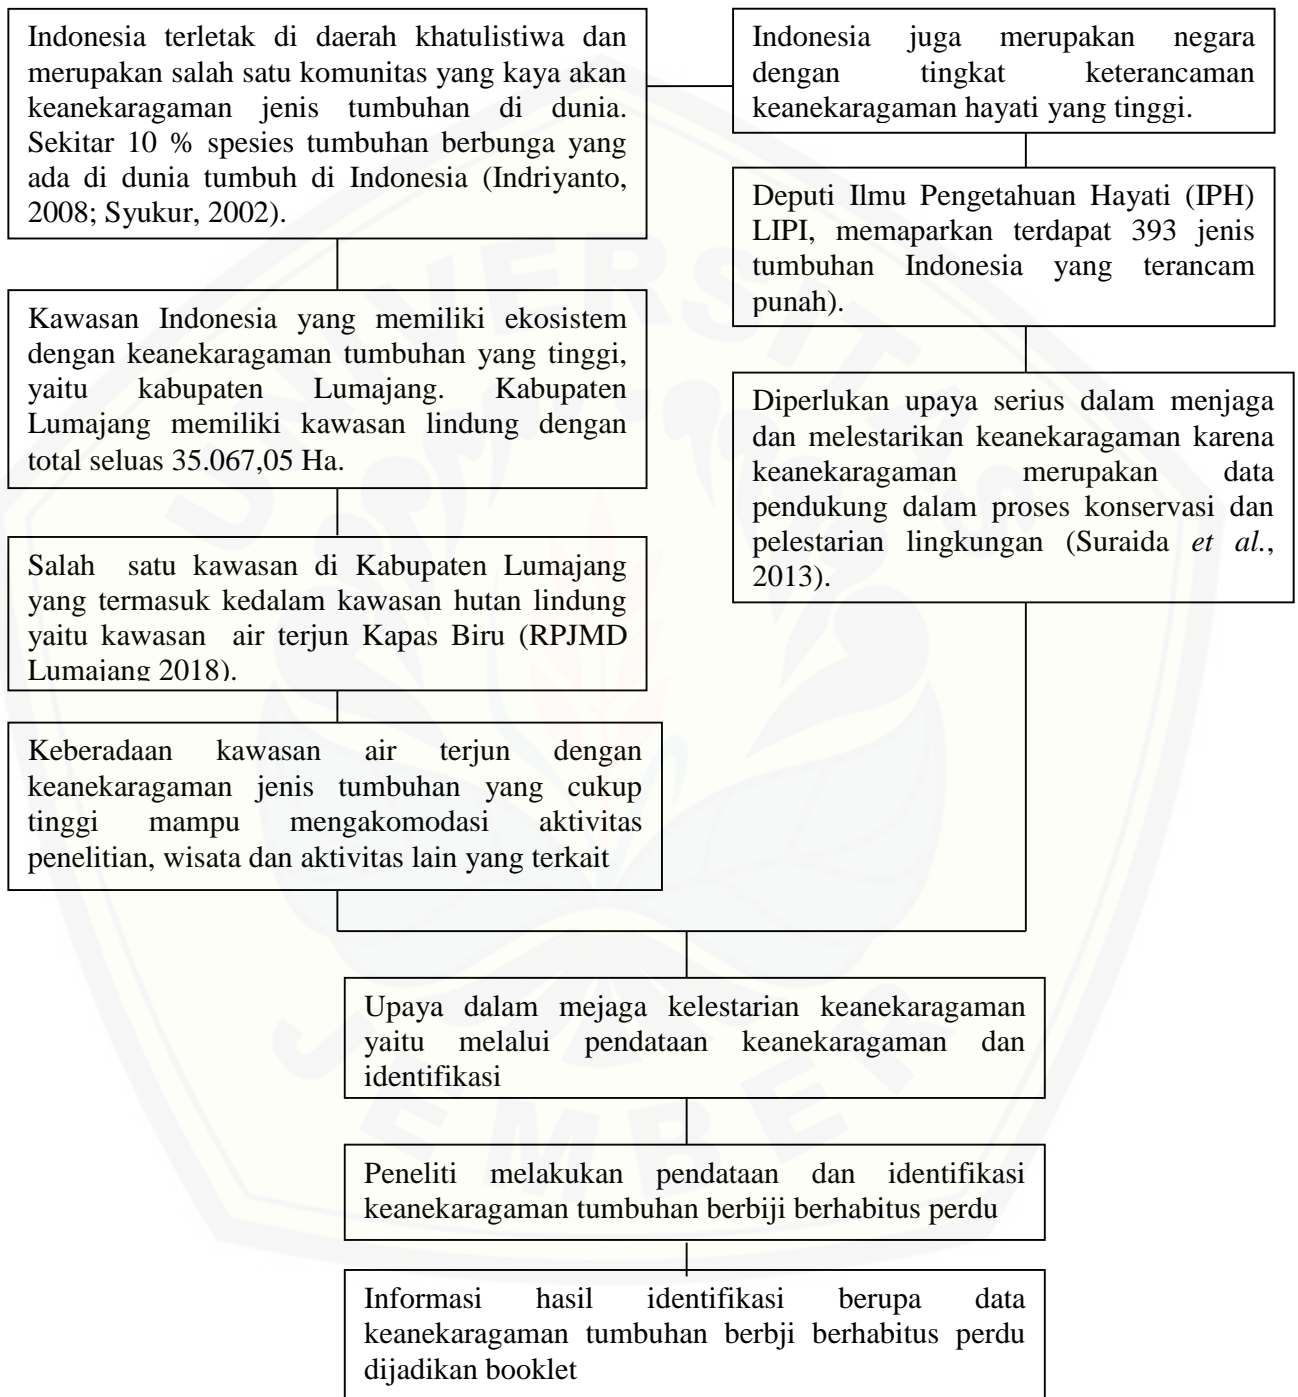 Indonesia terletak di daerah khatulistiwa dan
merupakan salah satu komunitas yang kaya akan
keanekaragaman jenis tumbuhan di dunia.
Sekitar 10 % spesies tumbuhan berbunga yang
ada di dunia tumbuh di Indonesia (Indriyanto,
2008; Syukur, 2002).
Indonesia juga merupakan negara
dengan tingkat keterancaman
keanekaragaman hayati yang tinggi.
Deputi Ilmu Pengetahuan Hayati (IPH)
LIPI, memaparkan terdapat 393 jenis
tumbuhan Indonesia yang terancam
punah).
Kawasan Indonesia yang memiliki ekosistem
dengan keanekaragaman tumbuhan yang tinggi,
yaitu kabupaten Lumajang. Kabupaten
Lumajang memiliki kawasan lindung dengan
total seluas 35.067,05 Ha.
Diperlukan upaya serius dalam menjaga
dan melestarikan keanekaragaman karena
keanekaragaman merupakan data
pendukung dalam proses konservasi dan
pelestarian lingkungan (Suraida et al.,
2013).
Salah satu kawasan di Kabupaten Lumajang
yang termasuk kedalam kawasan hutan lindung
yaitu kawasan air terjun Kapas Biru (RPJMD
Lumajang 2018).
Keberadaan kawasan air terjun dengan
keanekaragaman jenis tumbuhan yang cukup
tinggi mampu mengakomodasi aktivitas
penelitian, wisata dan aktivitas lain yang terkait
Upaya dalam mejaga kelestarian keanekaragaman
yaitu melalui pendataan keanekaragaman dan
identifikasi
Peneliti melakukan pendataan dan identifikasi
keanekaragaman tumbuhan berbiji berhabitus perdu
Informasi hasil identifikasi berupa data
keanekaragaman tumbuhan berbji berhabitus perdu
dijadikan booklet
UNIVERSITAS
JEMBER